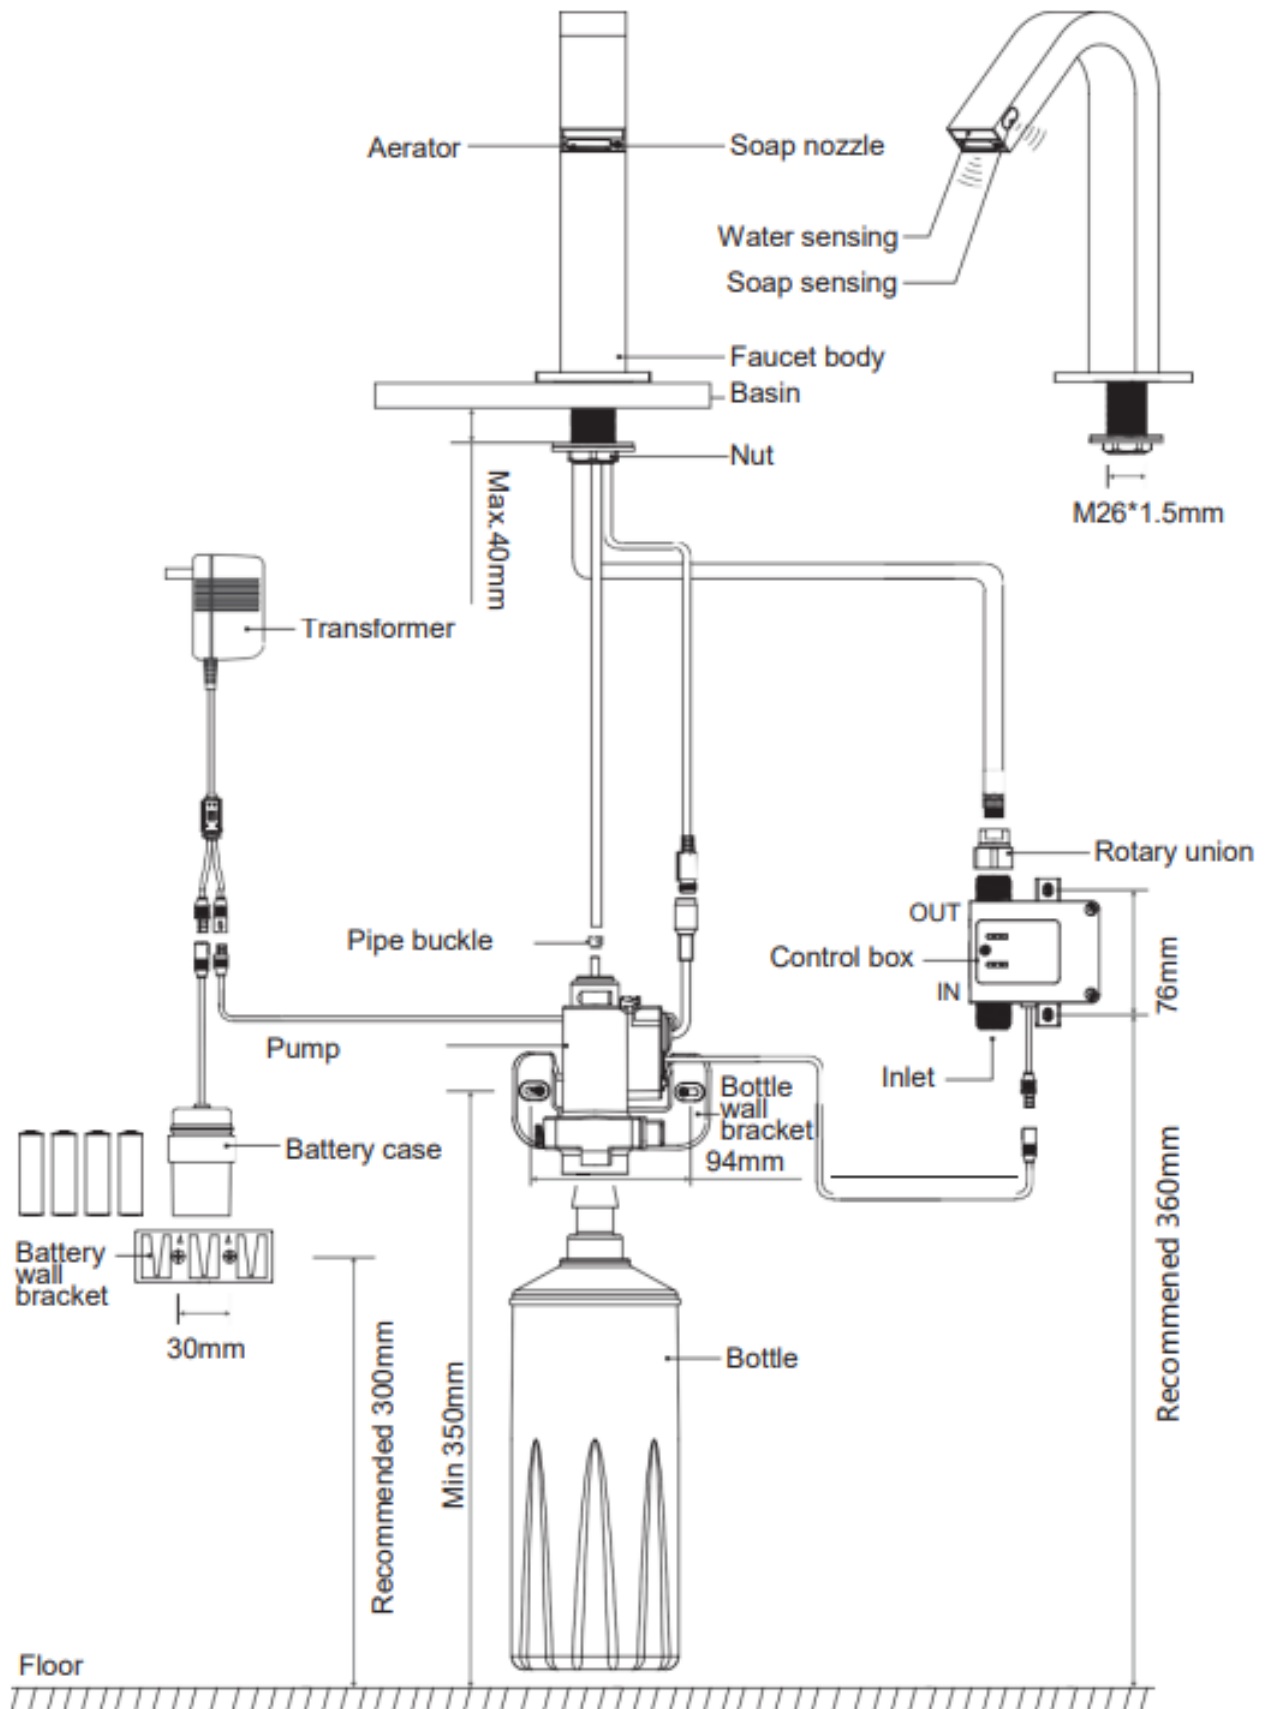 Aerator
Soap nozzle
Water sensing
Soap sensing
Faucet body
Basin
Nut
Max.40mm
M26*1.5mm
Transformer
Rotary union
OUT
Pipe buckle
Control box
IN
76mm
Pump
Inlet
Bottle
wall
bracket
Battery case
94mm
Battery
wall
bracket
30mm
Recommended 300mm
Min 350mm
Bottle
Recommened 360mm
Floor